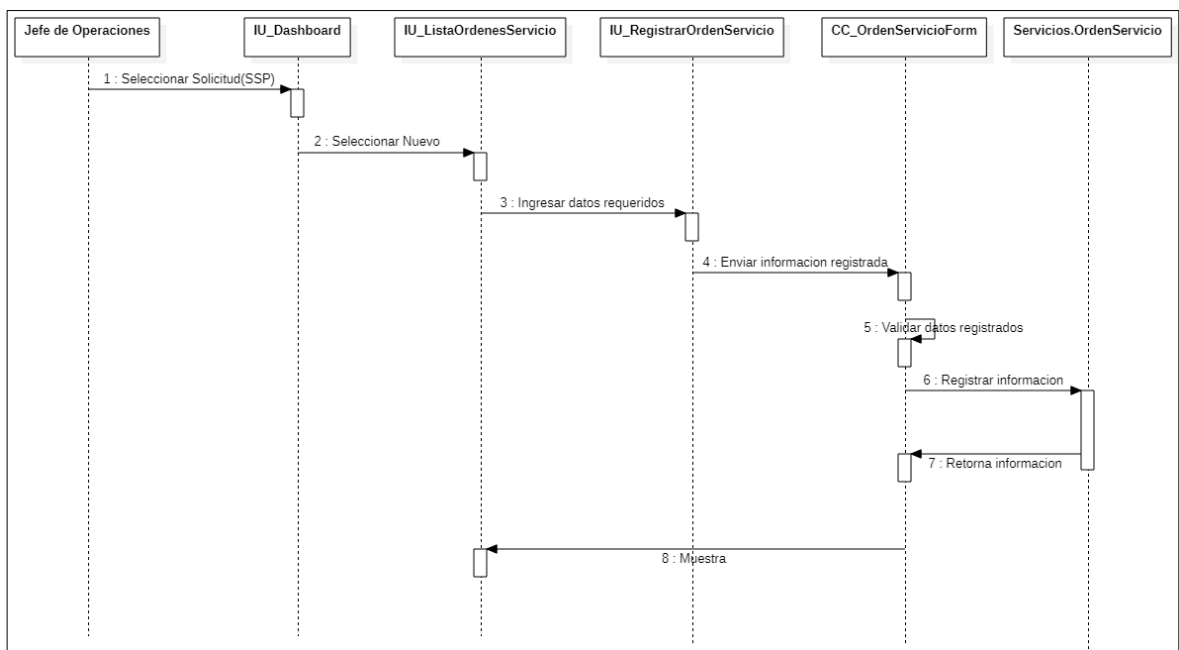 Jefe de Operaciones
IU_Dashboard
IU_ListaOrdenesServicio
IU_RegistrarOrdenServicio
CC_OrdenServicioForm
Servicios.OrdenServicio
1 : Seleccionar Solicitud(SSP)
2 : Seleccionar Nuevo
3 : Ingresar datos requeridos
4 : Enviar informacion registrada
5 : Validar datos registrados
6 : Registrar informacion
7 : Retorna informacion
8 : Muestra